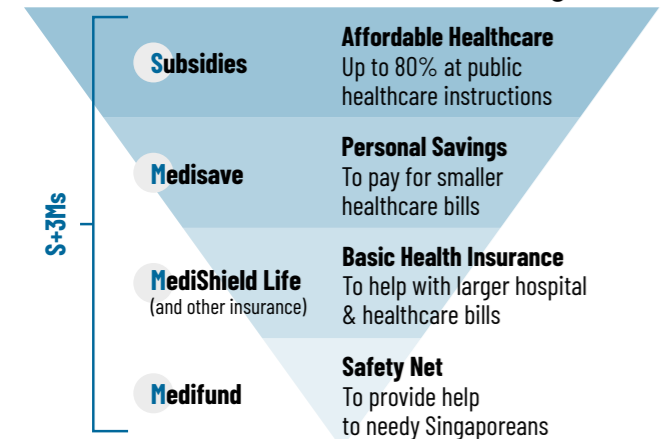 Subsidies
Affordable Healthcare
Up to 80% at public
healthcare instructions
Medisave
Personal Savings
To pay for smaller
healthcare bills
S+3Ms
MediShield Life
(and other insurance)
Basic Health Insurance
To help with larger hospital
& healthcare bills
Medifund
Safety Net
To provide help
to needy Singaporeans